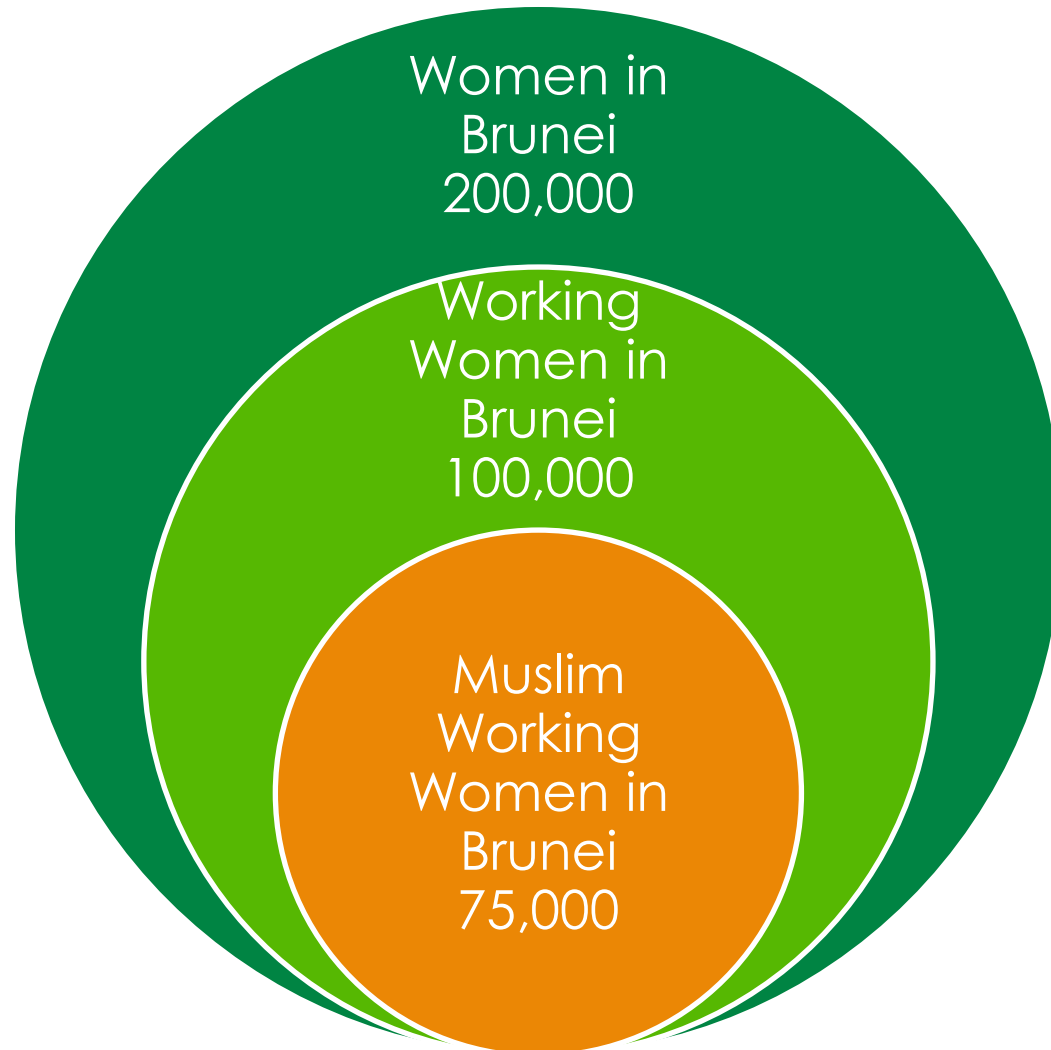 Women in
Brunei
200,000
Working
Women in
Brunei
100,000
Muslim
Working
Women in
Brunei
75,000